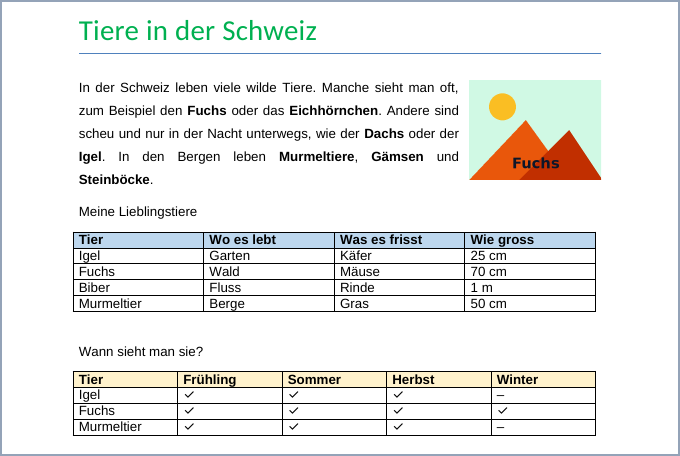 Tiere in der Schweiz
In der Schweiz leben viele wilde Tiere. Manche sieht man oft,
zum Beispiel den Fuchs oder das Eichhörnchen. Andere sind
scheu und nur in der Nacht unterwegs, wie der Dachs oder der
Igel. In den Bergen leben Murmeltiere, Gämsen und
Steinböcke.
Fuchs
Meine Lieblingstiere
Tier Wo es lebt Was es frisst Wie gross
Igel Garten Käfer 25 cm
Fuchs Wald Mäuse 70 cm
Biber Fluss Rinde 1 m
Murmeltier Berge Gras 50 cm
Wann sieht man sie?
Tier Frühling Sommer Herbst Winter
Igel ✓ ✓ ✓ –
Fuchs ✓ ✓ ✓ ✓
Murmeltier ✓ ✓ ✓ –